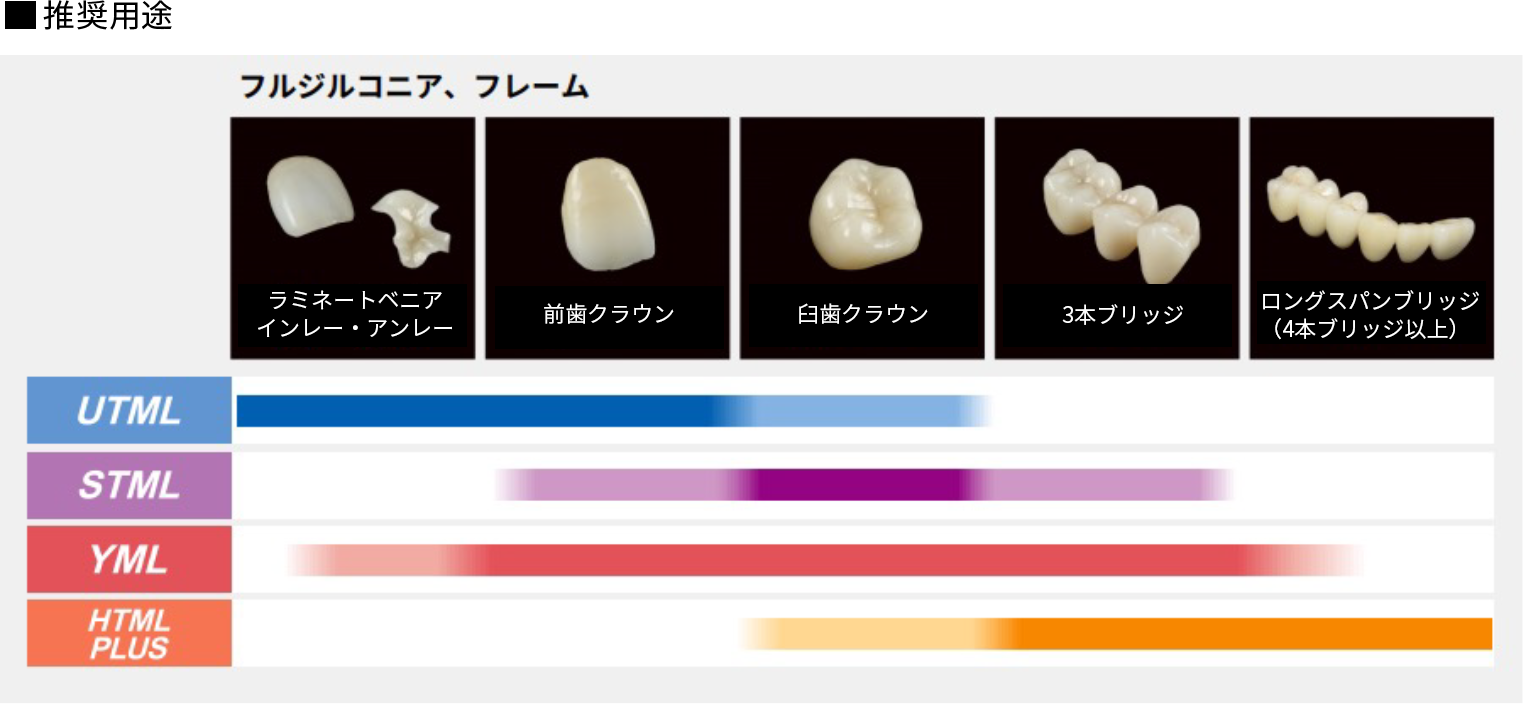 ■推奨用途
フルジルコニア、フレーム
ラミネートベニア
インレー・アンレー
前歯クラウン
臼歯クラウン
3本ブリッジ
ロングスパンブリッジ
（4本ブリッジ以上）
UTML
STML
YML
HTML
PLUS